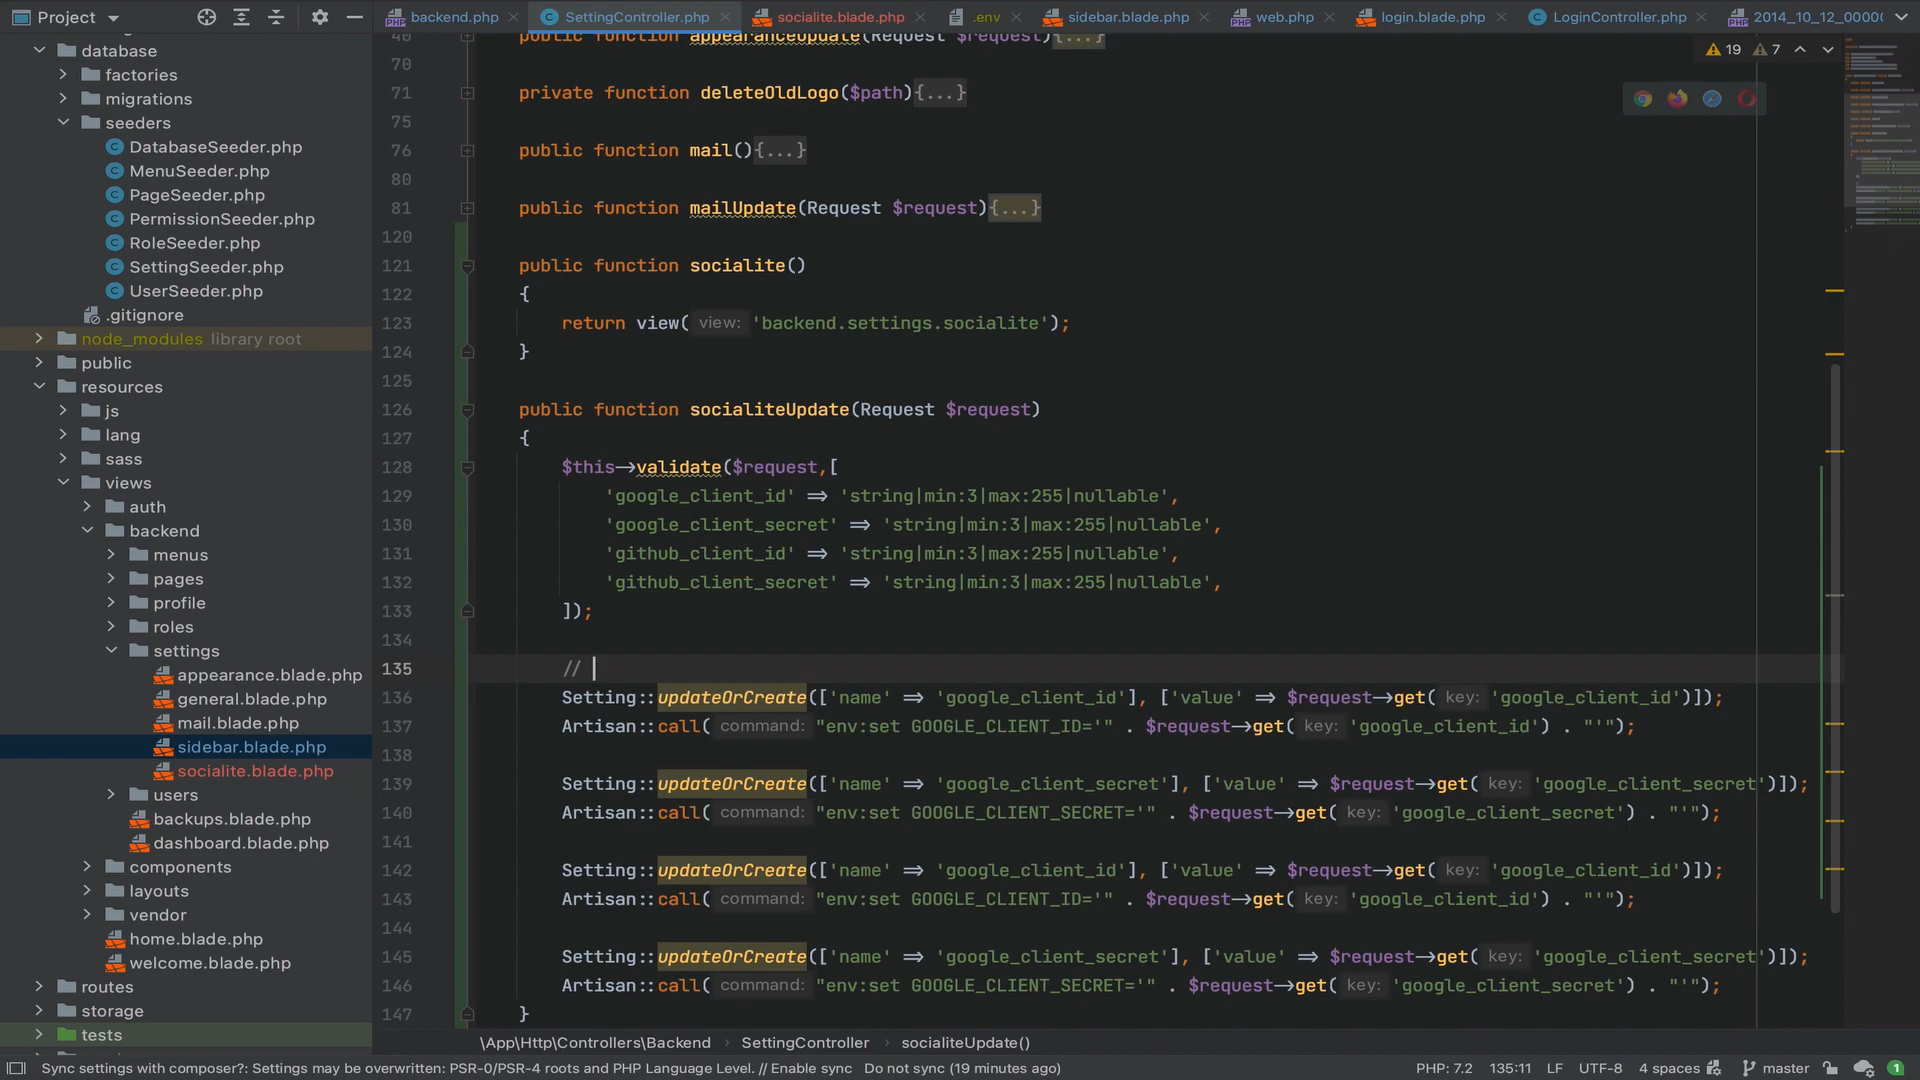 Project
backend.php
SettingController.php
socialite.blade.php
.env
sidebar.blade.php
web.php
login.blade.php
LoginController.php
2014_10_12_0000
database
factories
migrations
seeders
DatabaseSeeder.php
MenuSeeder.php
PageSeeder.php
PermissionSeeder.php
RoleSeeder.php
SettingSeeder.php
UserSeeder.php
.gitignore
node_modules library root
public
resources
js
lang
sass
views
auth
backend
menus
pages
profile
roles
settings
appearance.blade.php
general.blade.php
mail.blade.php
sidebar.blade.php
socialite.blade.php
users
backups.blade.php
dashboard.blade.php
components
layouts
vendor
home.blade.php
welcome.blade.php
routes
storage
tests
19 7
40 public function appearanceUpdate(Request $request){...}
70
71 private function deleteOldLogo($path){...}
75
76 public function mail(){...}
80
81 public function mailUpdate(Request $request){...}
120
121 public function socialite()
122 {
123 return view( view: 'backend.settings.socialite');
124 }
125
126 public function socialiteUpdate(Request $request)
127 {
128 $this→validate($request,[
129 'google_client_id' ⇒ 'string|min:3|max:255|nullable',
130 'google_client_secret' ⇒ 'string|min:3|max:255|nullable',
131 'github_client_id' ⇒ 'string|min:3|max:255|nullable',
132 'github_client_secret' ⇒ 'string|min:3|max:255|nullable',
133 ]);
134
135 //
136 Setting::updateOrCreate(['name' ⇒ 'google_client_id'], ['value' ⇒ $request→get( key: 'google_client_id')]);
137 Artisan::call( command: "env:set GOOGLE_CLIENT_ID='" . $request→get( key: 'google_client_id') . "'");
138
139 Setting::updateOrCreate(['name' ⇒ 'google_client_secret'], ['value' ⇒ $request→get( key: 'google_client_secret')]);
140 Artisan::call( command: "env:set GOOGLE_CLIENT_SECRET='" . $request→get( key: 'google_client_secret') . "'");
141
142 Setting::updateOrCreate(['name' ⇒ 'google_client_id'], ['value' ⇒ $request→get( key: 'google_client_id')]);
143 Artisan::call( command: "env:set GOOGLE_CLIENT_ID='" . $request→get( key: 'google_client_id') . "'");
144
145 Setting::updateOrCreate(['name' ⇒ 'google_client_secret'], ['value' ⇒ $request→get( key: 'google_client_secret')]);
146 Artisan::call( command: "env:set GOOGLE_CLIENT_SECRET='" . $request→get( key: 'google_client_secret') . "'");
147 }
\App\Http\Controllers\Backend › SettingController › socialiteUpdate()
Sync settings with composer?: Settings may be overwritten: PSR-0/PSR-4 roots and PHP Language Level. // Enable sync Do not sync (19 minutes ago)
PHP: 7.2 135:11 LF UTF-8 4 spaces master 1